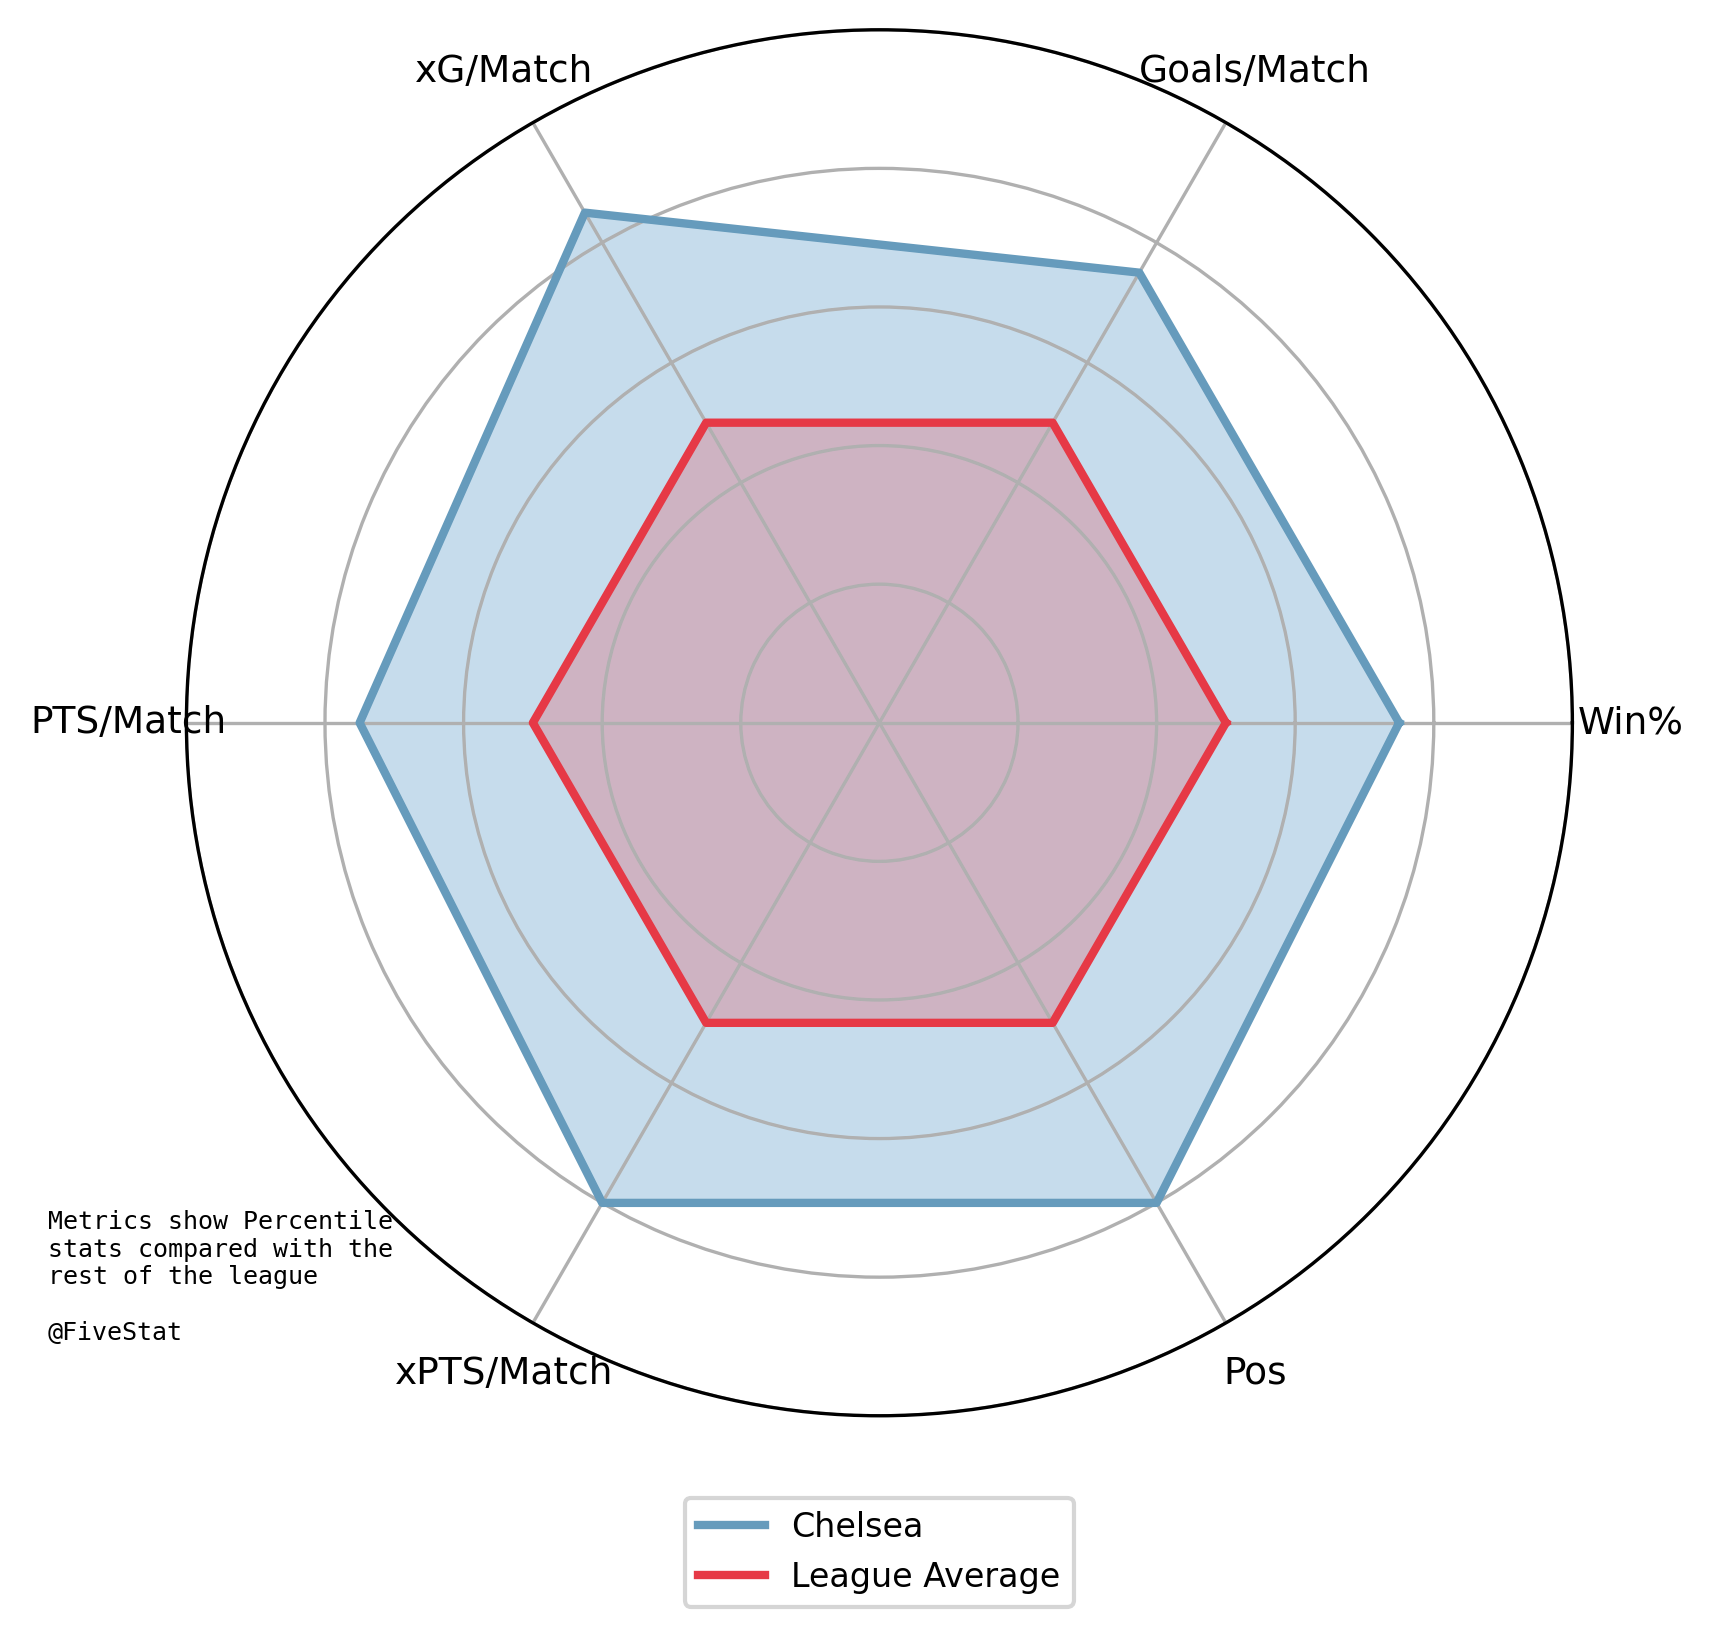 xG/Match
Goals/Match
PTS/Match
Win%
Metrics show Percentile
stats compared with the
rest of the league
@FiveStat
xPTS/Match
Pos
Chelsea
League Average